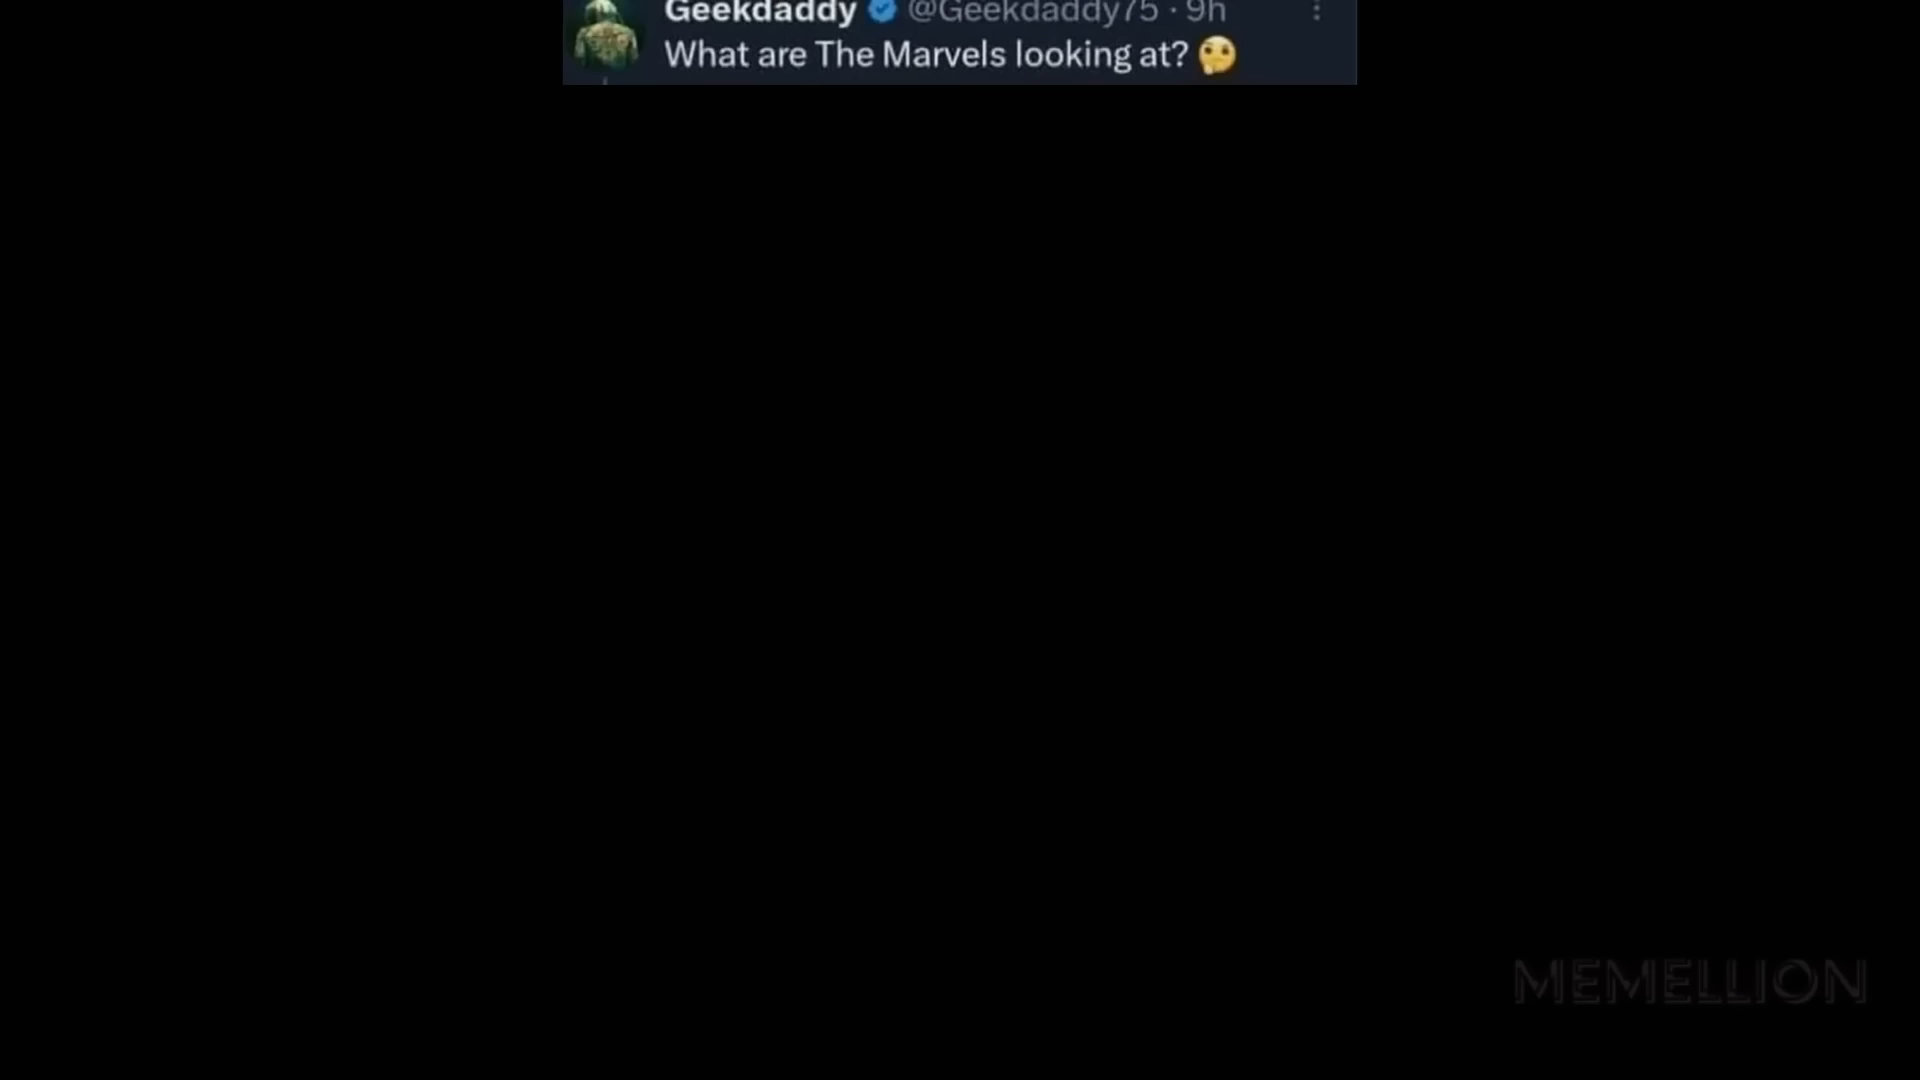 Geekdaddy @Geekdaddy75 · 9h
What are The Marvels looking at? 🤔
MEMELLION